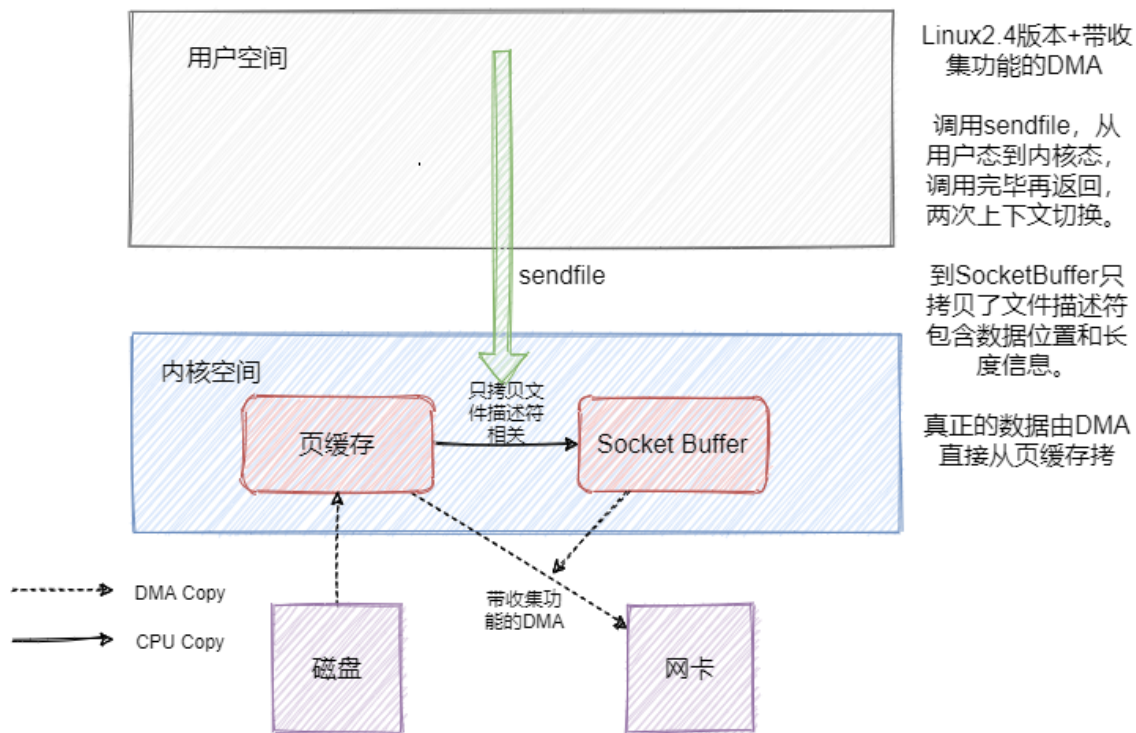 用户空间
sendfile
内核空间
只拷贝文
件描述符
相关
页缓存
Socket Buffer
DMA Copy
CPU Copy
带收集功
能的DMA
磁盘
网卡
Linux2.4版本+带收
集功能的DMA
调用sendfile，从
用户态到内核态，
调用完毕再返回，
两次上下文切换。
到SocketBuffer只
拷贝了文件描述符
包含数据位置和长
度信息。
真正的数据由DMA
直接从页缓存拷